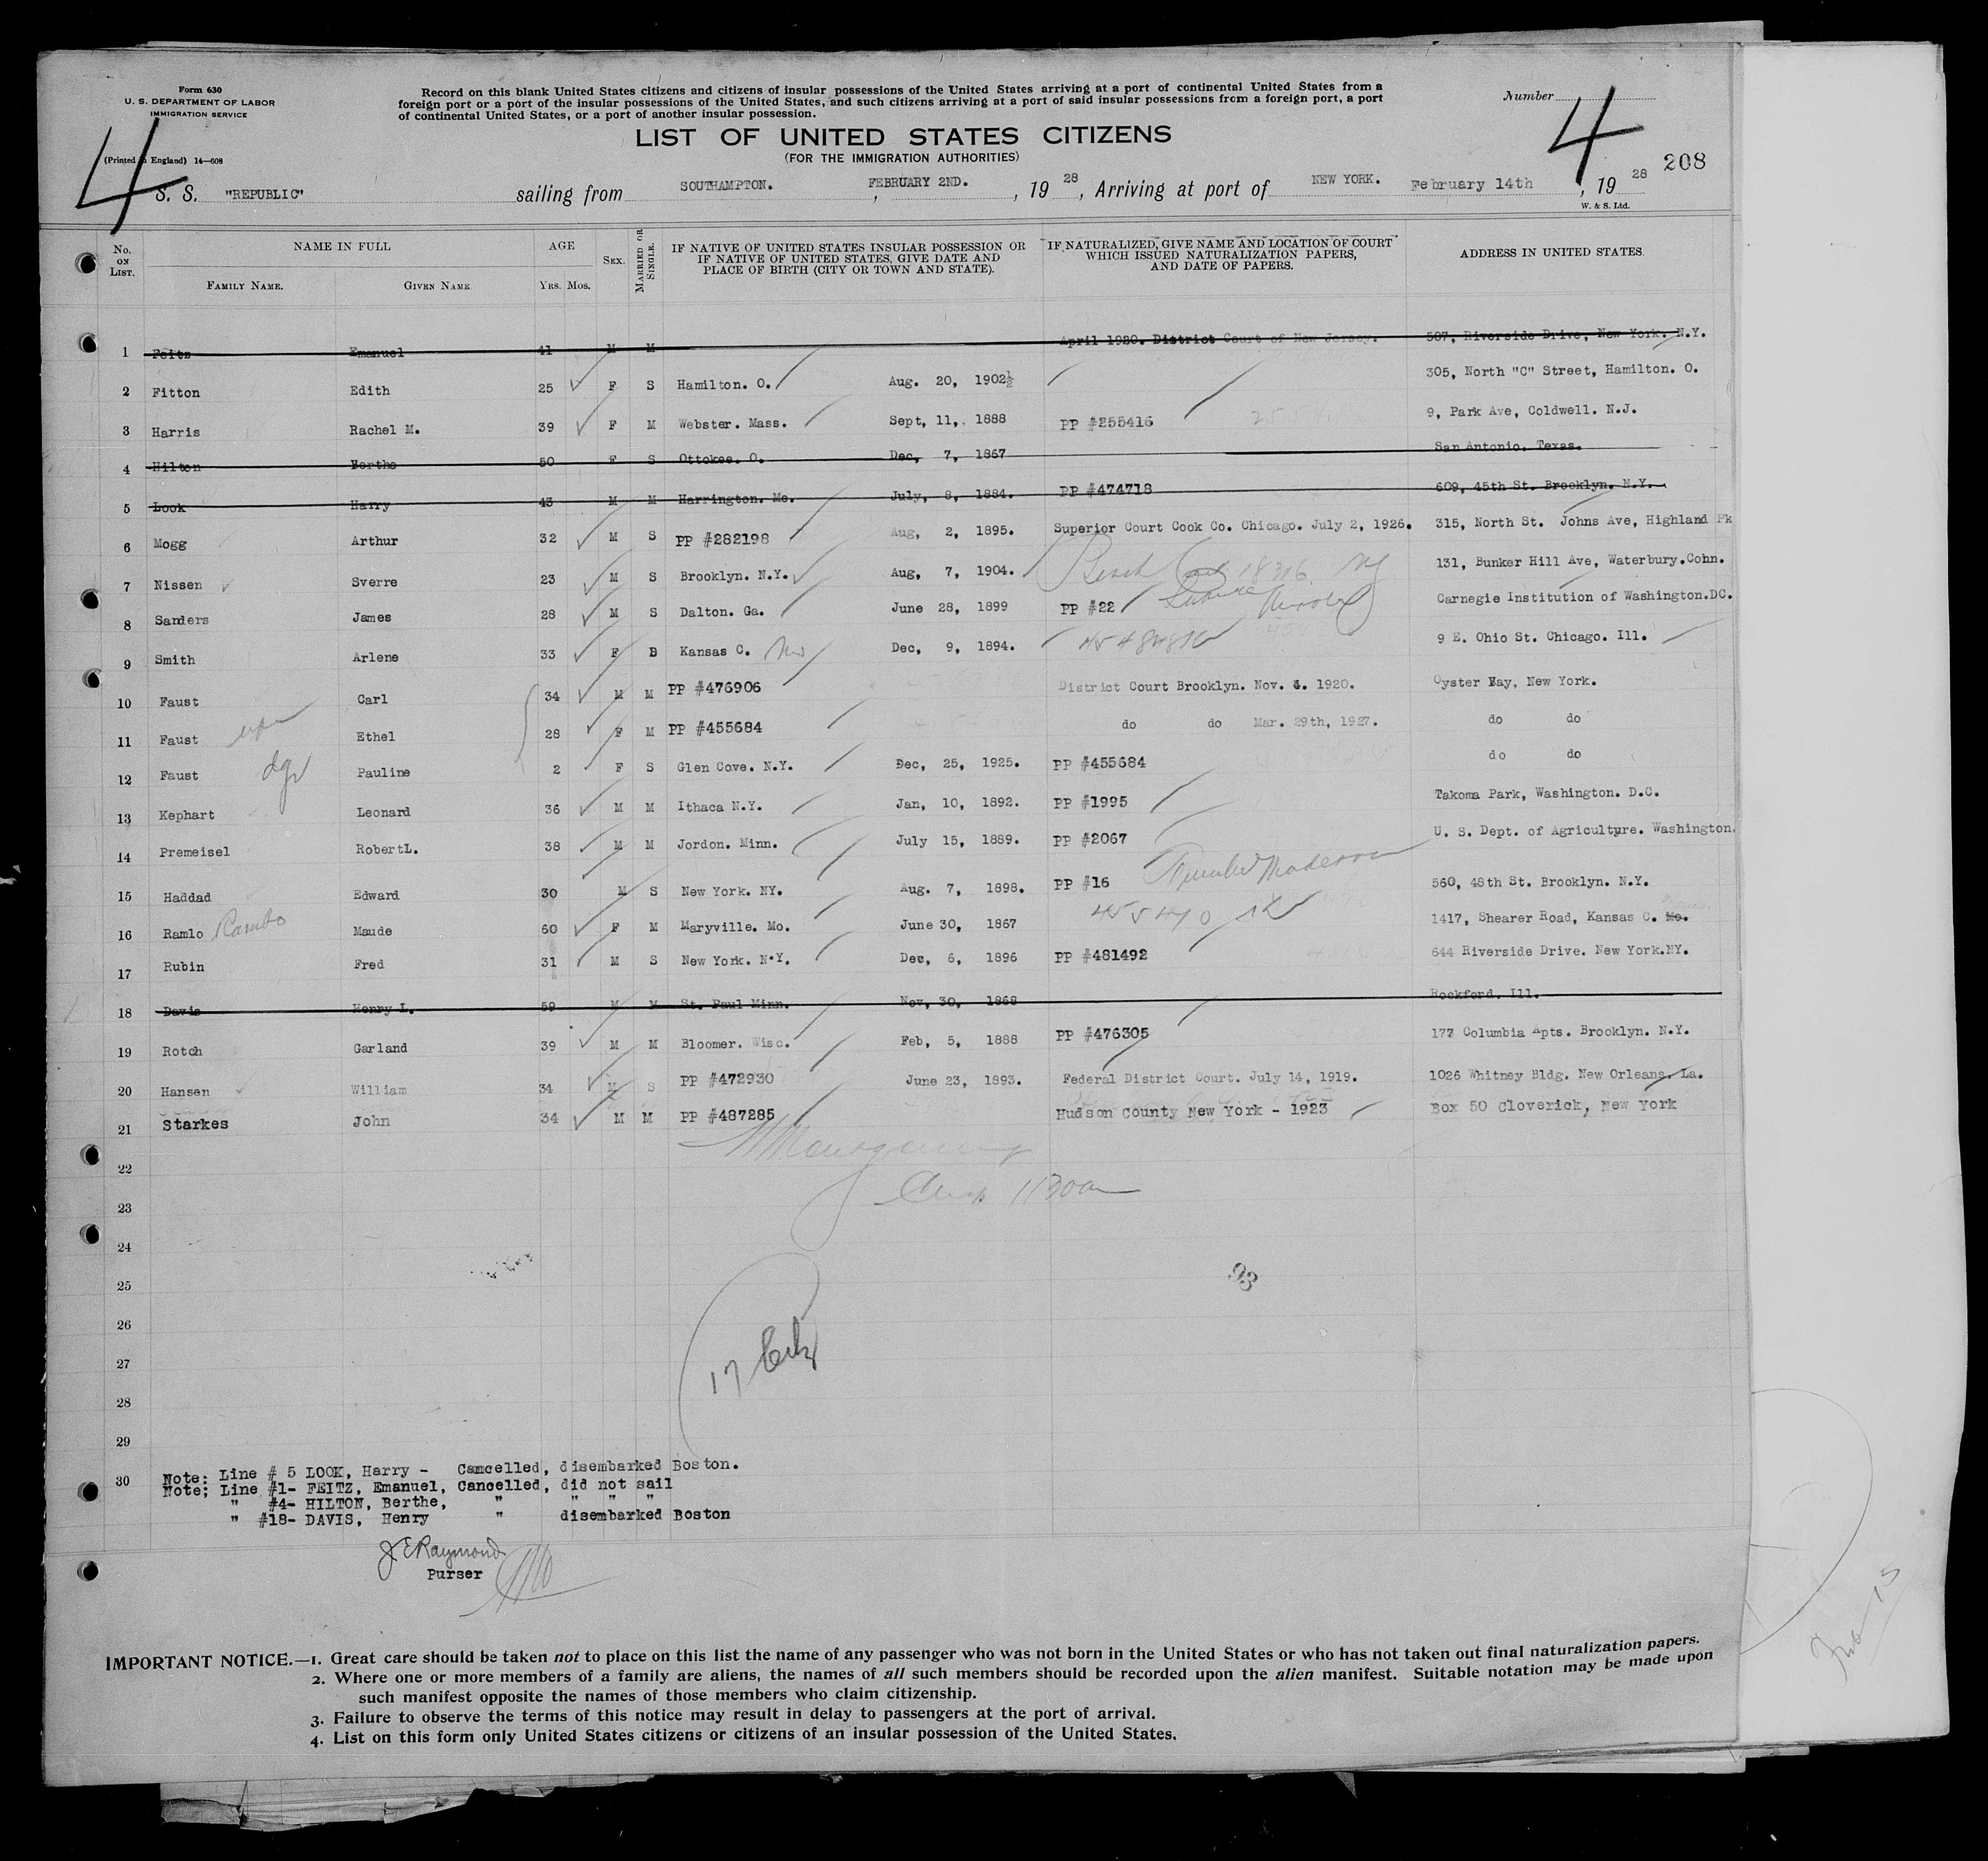 Form 630
U. S. DEPARTMENT OF LABOR
IMMIGRATION SERVICE
(Printed in England) 14—608
Record on this blank United States citizens and citizens of insular possessions of the United States arriving at a port of continental United States from a
foreign port or a port of the insular possessions of the United States, and such citizens arriving at a port of said insular possessions from a foreign port, a port
of continental United States, or a port of another insular possession.
Number 4
4
LIST OF UNITED STATES CITIZENS
(FOR THE IMMIGRATION AUTHORITIES)
208
S. S. "REPUBLIC" sailing from SOUTHAMPTON. , FEBRUARY 2ND. , 19 28 , Arriving at port of NEW YORK. February 14th , 19 28
W. & S. Ltd.
No. ON LIST. NAME IN FULL FAMILY NAME. GIVEN NAME. AGE YRS. MOS. SEX. MARRIED OR SINGLE. IF NATIVE OF UNITED STATES INSULAR POSSESSION OR IF NATIVE OF UNITED STATES, GIVE DATE AND PLACE OF BIRTH (CITY OR TOWN AND STATE). IF NATURALIZED, GIVE NAME AND LOCATION OF COURT WHICH ISSUED NATURALIZATION PAPERS, AND DATE OF PAPERS. ADDRESS IN UNITED STATES.
1 Feitz Emanuel 41 M M April 1920. District Court of New Jersey. 507, Riverside Drive, New York. N.Y.
2 Fitton Edith 25 F S Hamilton. O. Aug. 20, 1902½ 305, North "C" Street, Hamilton. O.
3 Harris Rachel M. 39 F M Webster. Mass. Sept, 11,. 1888 PP #255416 9, Park Ave, Coldwell. N.J.
4 Hilton Berthe 50 F S Ottokee. O. Dec, 7, 1867 San Antonio. Texas.
5 Look Harry 43 M M Harrington. Me. July, 8, 1884. PP #474718 609, 45th St. Brooklyn. N.Y.
6 Mogg Arthur 32 M S PP #282198 Aug, 2, 1895. Superior Court Cook Co. Chicago. July 2, 1926. 315, North St. Johns Ave, Highland Pk
7 Nissen Sverre 23 M S Brooklyn. N.Y. Aug, 7, 1904. 18316 NY 131, Bunker Hill Ave, Waterbury.Conn.
8 Sanders James 28 M S Dalton. Ga. June 28, 1899 PP #22 Carnegie Institution of Washington.DC.
9 Smith Arlene 33 F B Kansas C. Mo Dec, 9, 1894. 9 E. Ohio St. Chicago. Ill.
10 Faust Carl 34 M M PP #476906 District Court Brooklyn. Nov. 6. 1920. Oyster Bay, New York.
11 Faust Ethel 28 F M PP #455684 do do Mar. 29th, 1927. do do
12 Faust dgr Pauline 2 F S Glen Cove. N.Y. Dec, 25, 1925. PP #455684 do do
13 Kephart Leonard 36 M M Ithaca N.Y. Jan, 10, 1892. PP #1995 Takoma Park, Washington. D.C.
14 Premeisel RobertL. 38 M M Jordon. Minn. July 15, 1889. PP #2067 U. S. Dept. of Agriculture. Washington.
15 Haddad Edward 30 M S New York. NY. Aug. 7, 1898. PP #16 560, 48th St. Brooklyn. N.Y.
16 Ramlo Rambo Maude 60 F M Maryville. Mo. June 30, 1867 1417, Shearer Road, Kansas C. Mo.
17 Rubin Fred 31 M S New York. N.Y. Dec, 6, 1896 PP #481492 644 Riverside Drive. New York.NY.
18 Davis Henry L. 59 M M St. Paul Minn. Nov, 30, 1868 Rockford. Ill.
19 Rotch Garland 39 M M Bloomer. Wisc. Feb, 5, 1888 PP #476305 177 Columbia Apts. Brooklyn. N.Y.
20 Hansen William 34 M S PP #472930 June 23, 1893. Federal District Court. July 14, 1919. 1026 Whitney Bldg. New Orleans. La.
21 Starkes John 34 M M PP #487285 Hudson County New York - 1923 Box 50 Cloverick, New York
22
23 1130am
24
25
26
27 17
28
29
30
Note: Line # 5 LOOK, Harry - Cancelled, disembarked Boston.
Note; Line #1- FEITZ, Emanuel, Cancelled, did not sail
" #4- HILTON, Berthe, " " " "
" #18- DAVIS, Henry " disembarked Boston
J E Raymond
Purser
IMPORTANT NOTICE.—1. Great care should be taken not to place on this list the name of any passenger who was not born in the United States or who has not taken out final naturalization papers.
2. Where one or more members of a family are aliens, the names of all such members should be recorded upon the alien manifest. Suitable notation may be made upon
such manifest opposite the names of those members who claim citizenship.
3. Failure to observe the terms of this notice may result in delay to passengers at the port of arrival.
4. List on this form only United States citizens or citizens of an insular possession of the United States.